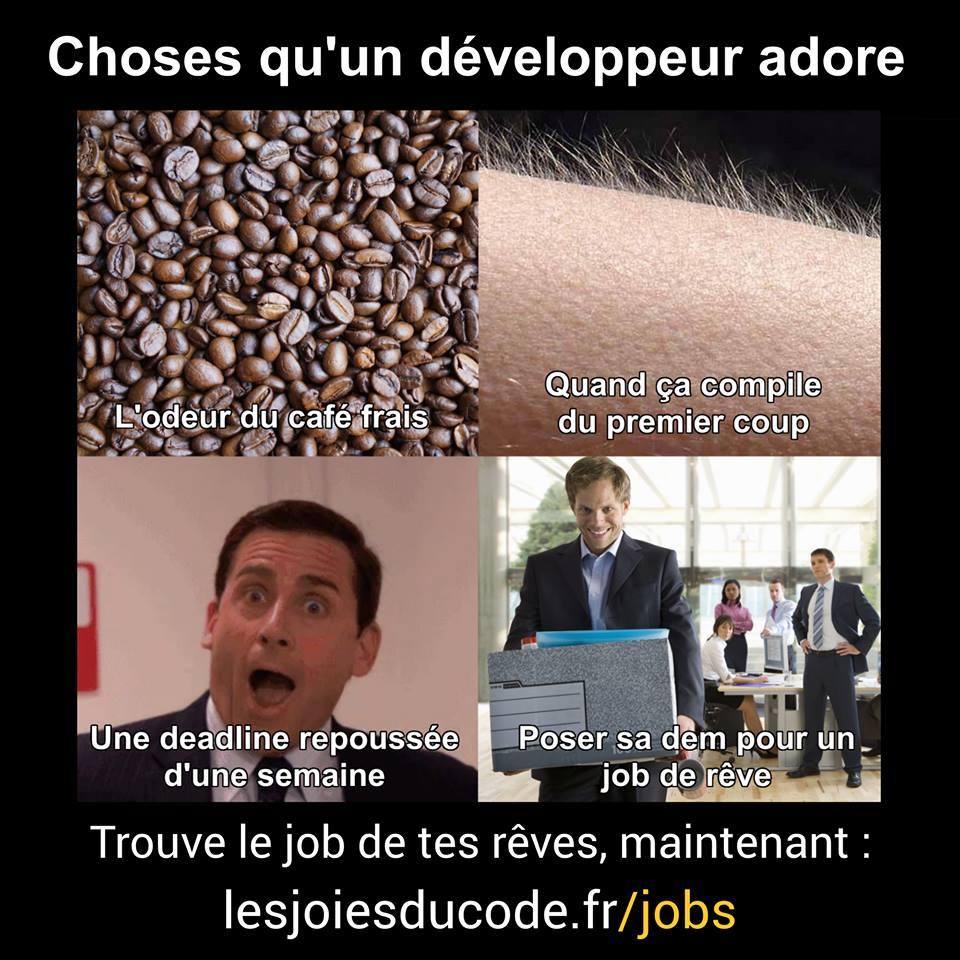 Choses qu'un développeur adore
L'odeur du café frais
Quand ça compile
du premier coup
Une deadline repoussée
d'une semaine
Poser sa dem pour un
job de rêve
Trouve le job de tes rêves, maintenant :
lesjoiesducode.fr/jobs